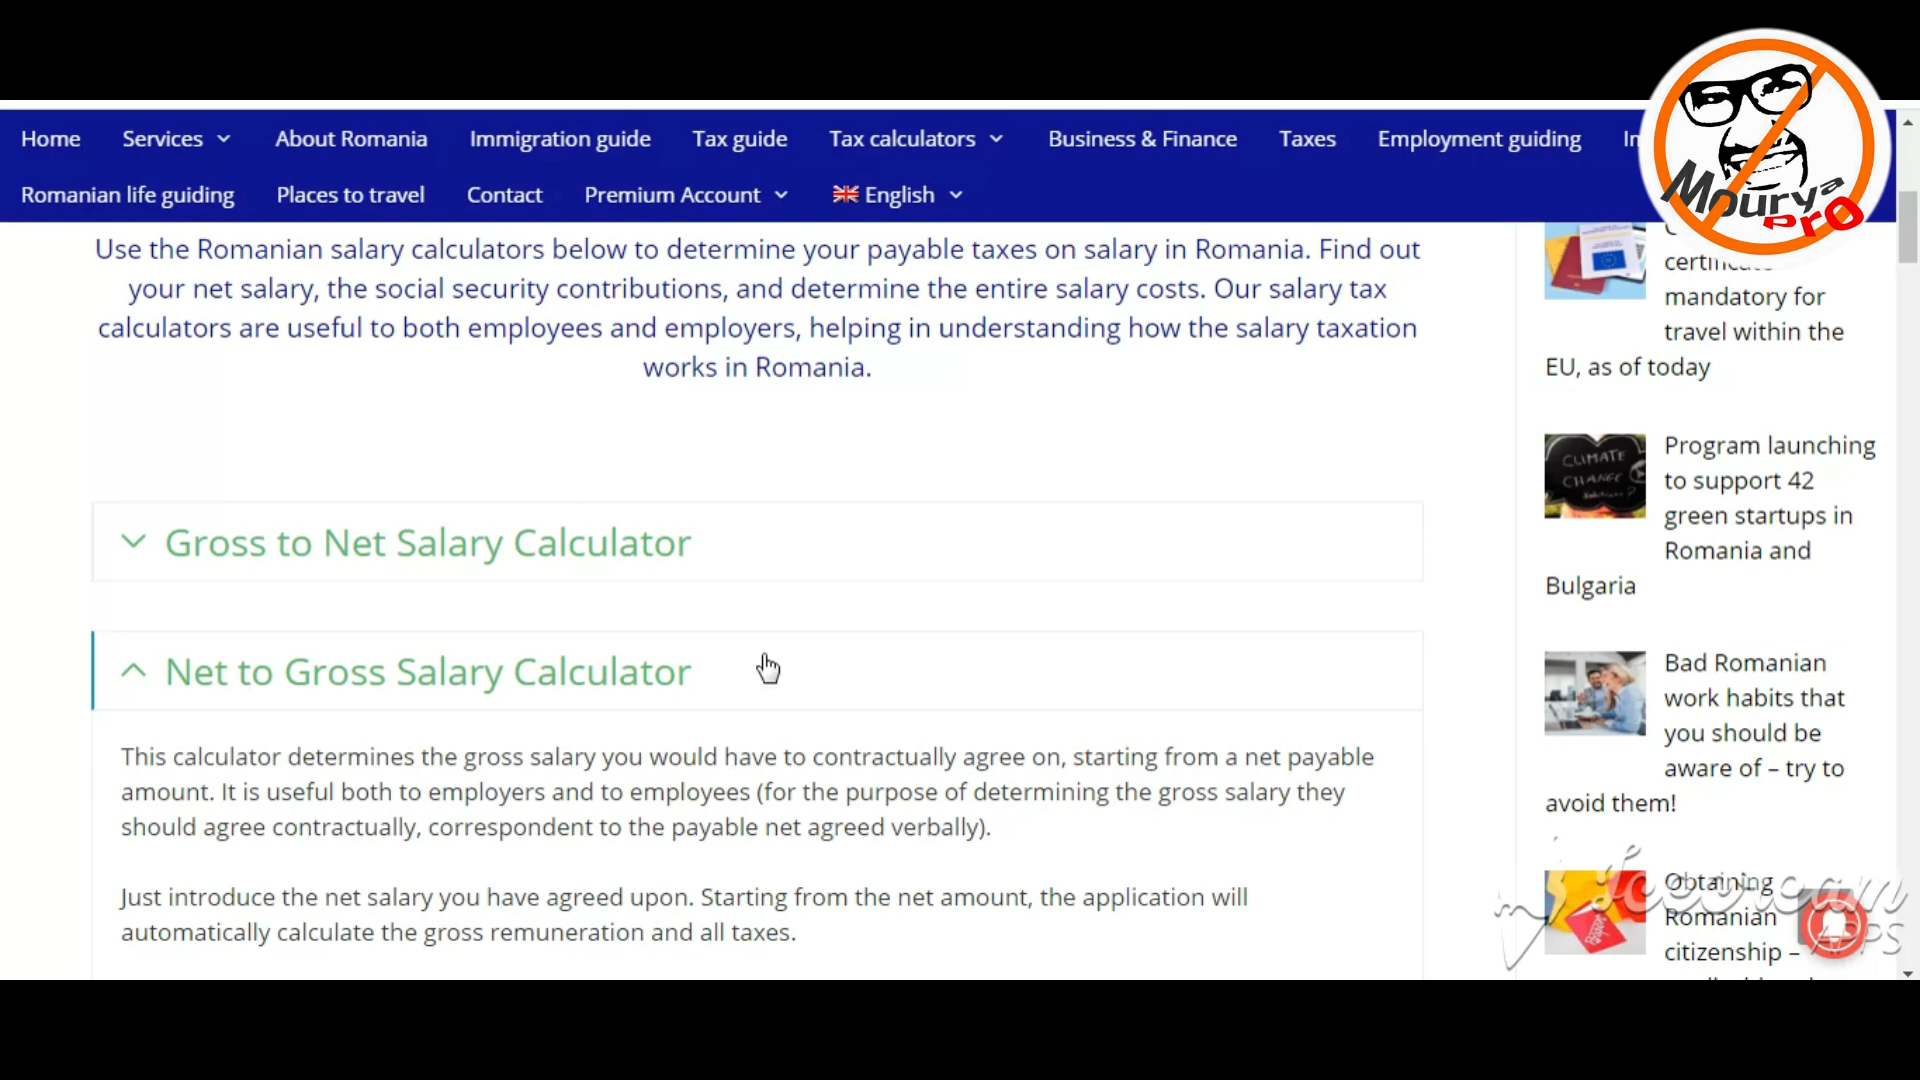 Home Services About Romania Immigration guide Tax guide Tax calculators Business & Finance Taxes Employment guiding
Romanian life guiding Places to travel Contact Premium Account English
Mourya
PRO
Use the Romanian salary calculators below to determine your payable taxes on salary in Romania. Find out
your net salary, the social security contributions, and determine the entire salary costs. Our salary tax
calculators are useful to both employees and employers, helping in understanding how the salary taxation
works in Romania.
Gross to Net Salary Calculator
Net to Gross Salary Calculator
This calculator determines the gross salary you would have to contractually agree on, starting from a net payable
amount. It is useful both to employers and to employees (for the purpose of determining the gross salary they
should agree contractually, correspondent to the payable net agreed verbally).
Just introduce the net salary you have agreed upon. Starting from the net amount, the application will
automatically calculate the gross remuneration and all taxes.
certificate
mandatory for
travel within the
EU, as of today
CLIMATE
CHANGE
Program launching
to support 42
green startups in
Romania and
Bulgaria
Bad Romanian
work habits that
you should be
aware of – try to
avoid them!
Obtaining
Romanian
citizenship –
Icecream
APPS